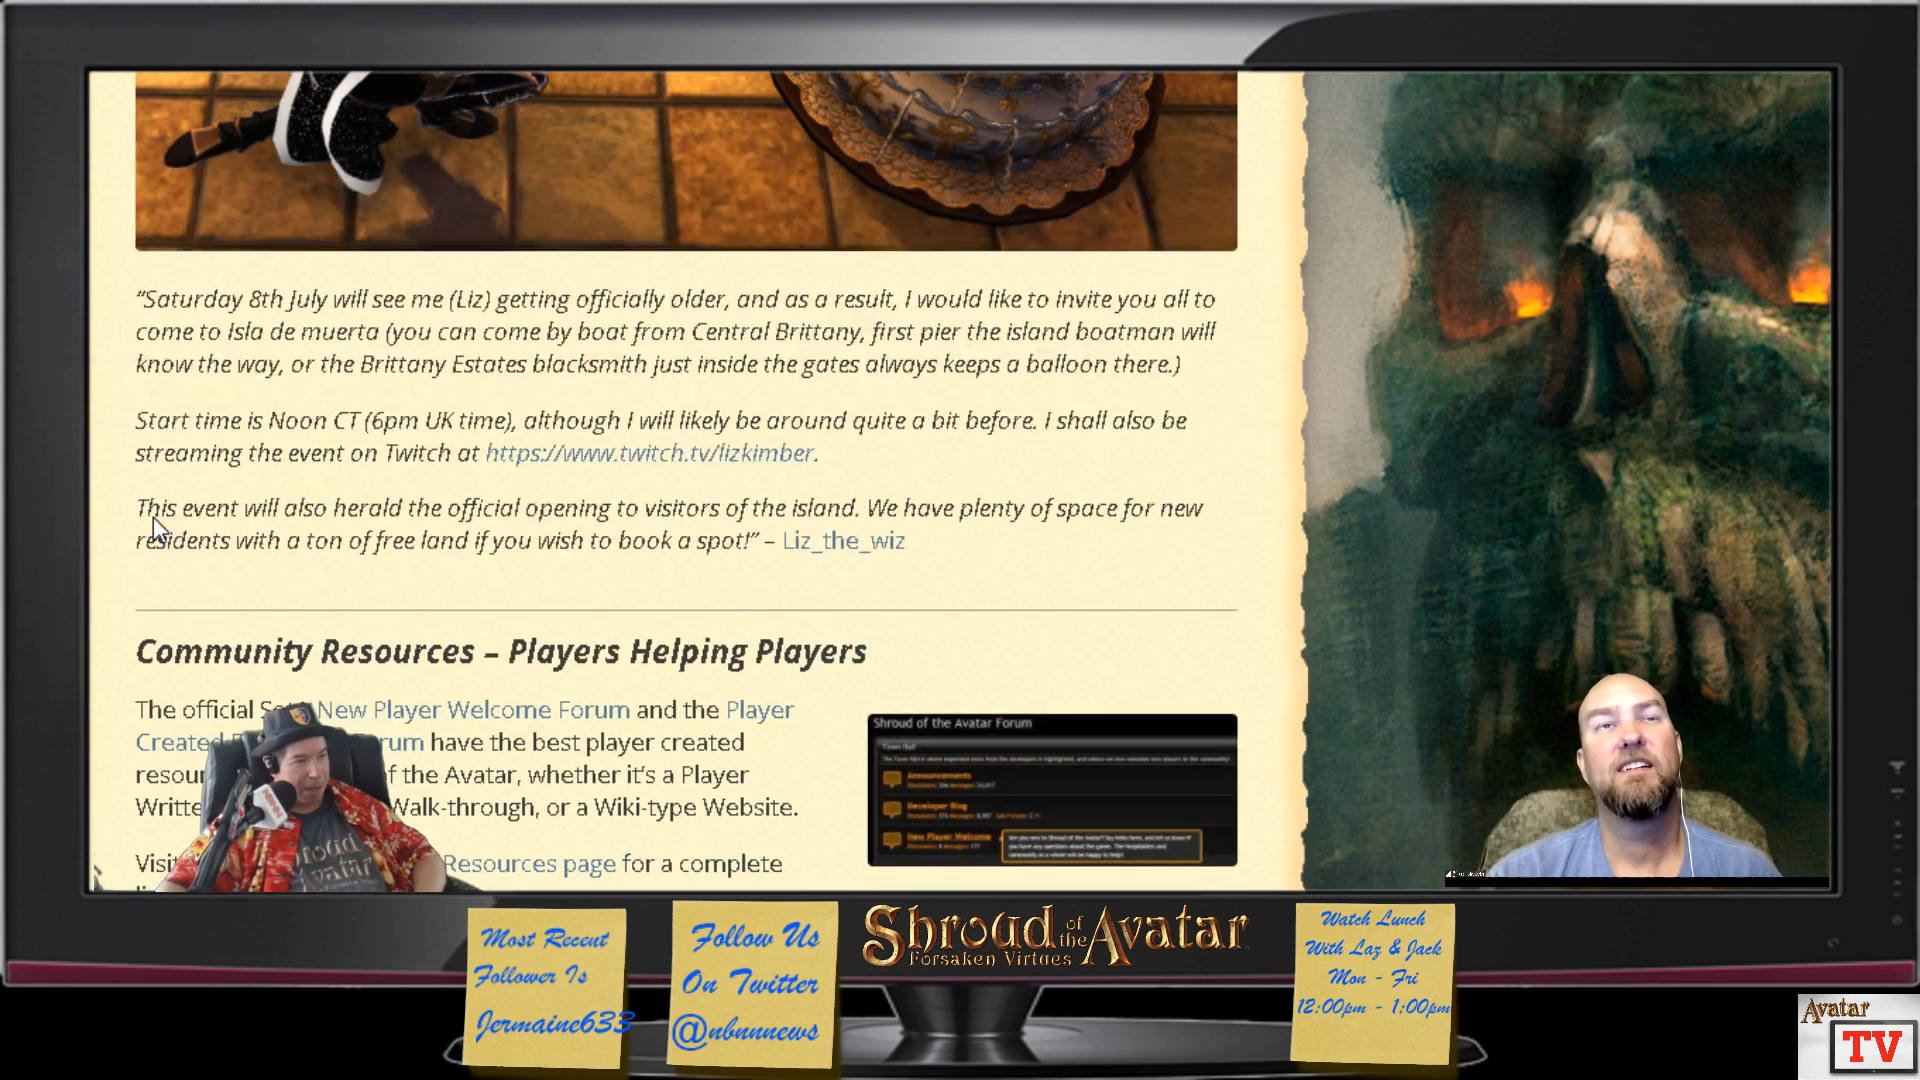 “Saturday 8th July will see me (Liz) getting officially older, and as a result, I would like to invite you all to
come to Isla de muerta (you can come by boat from Central Brittany, first pier the island boatman will
know the way, or the Brittany Estates blacksmith just inside the gates always keeps a balloon there.)
Start time is Noon CT (6pm UK time), although I will likely be around quite a bit before. I shall also be
streaming the event on Twitch at https://www.twitch.tv/lizkimber.
This event will also herald the official opening to visitors of the island. We have plenty of space for new
residents with a ton of free land if you wish to book a spot!” – Liz_the_wiz
Community Resources – Players Helping Players
The official New Player Welcome Forum and the Player
Created have the best player created
of the Avatar, whether it’s a Player
Walk-through, or a Wiki-type Website.
Resources page for a complete
Shroud of the Avatar Forum
Town Hall
Announcements
Developer Blog
New Player Welcome
Shroud
Avatar
Most Recent
Follower Is
Jermaine633
Follow Us
On Twitter
@nbnnnews
Shroud of the Avatar
Forsaken Virtues
Watch Lunch
With Laz & Jack
Mon - Fri
12:00pm - 1:00pm
Avatar
TV